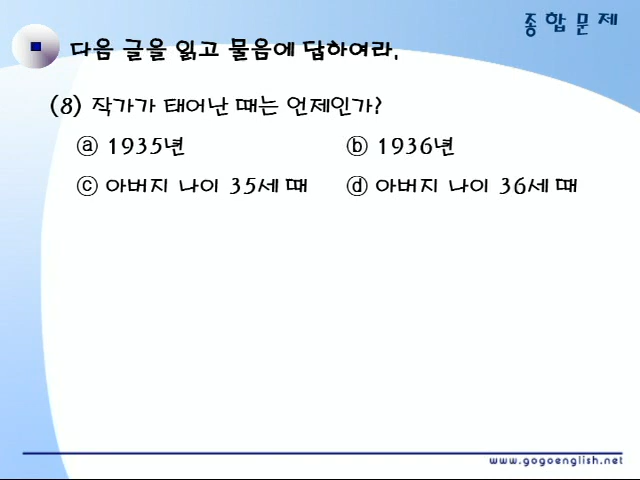 종합문제
다음 글을 읽고 물음에 답하여라.
(8) 작가가 태어난 때는 언제인가?
ⓐ 1935년 ⓑ 1936년
ⓒ 아버지 나이 35세 때 ⓓ 아버지 나이 36세 때
www.gogoenglish.net